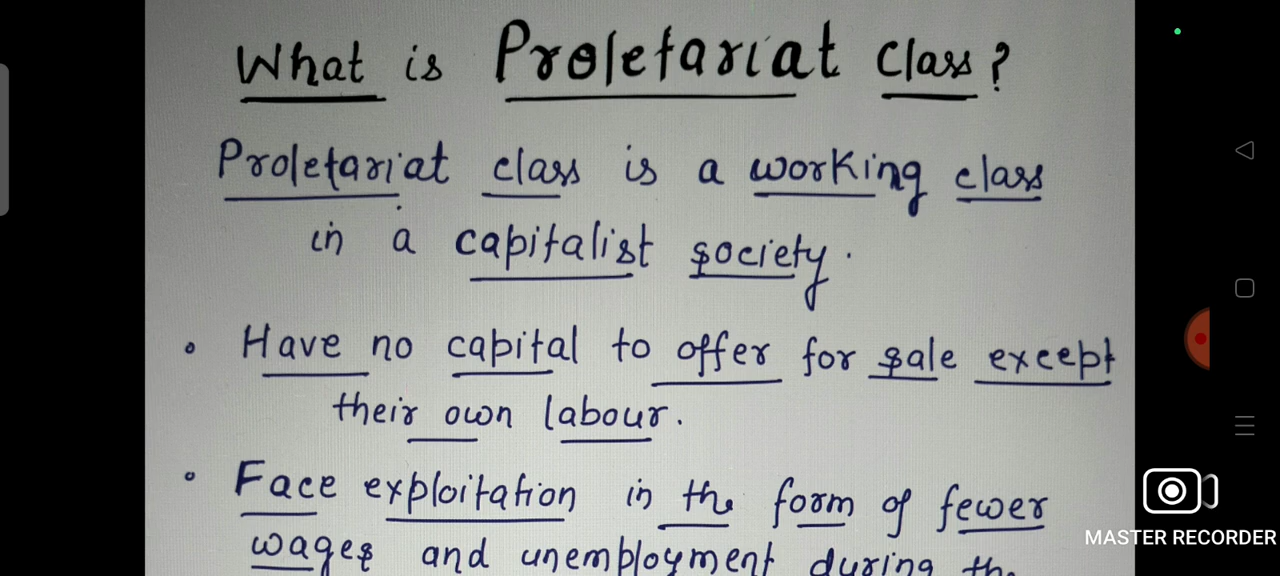 What is Proletariat Class?
Proletariat class is a working class
in a capitalist society.
• Have no capital to offer for sale except
their own labour.
• Face exploitation in the form of fewer
wages and unemployment during the
MASTER RECORDER